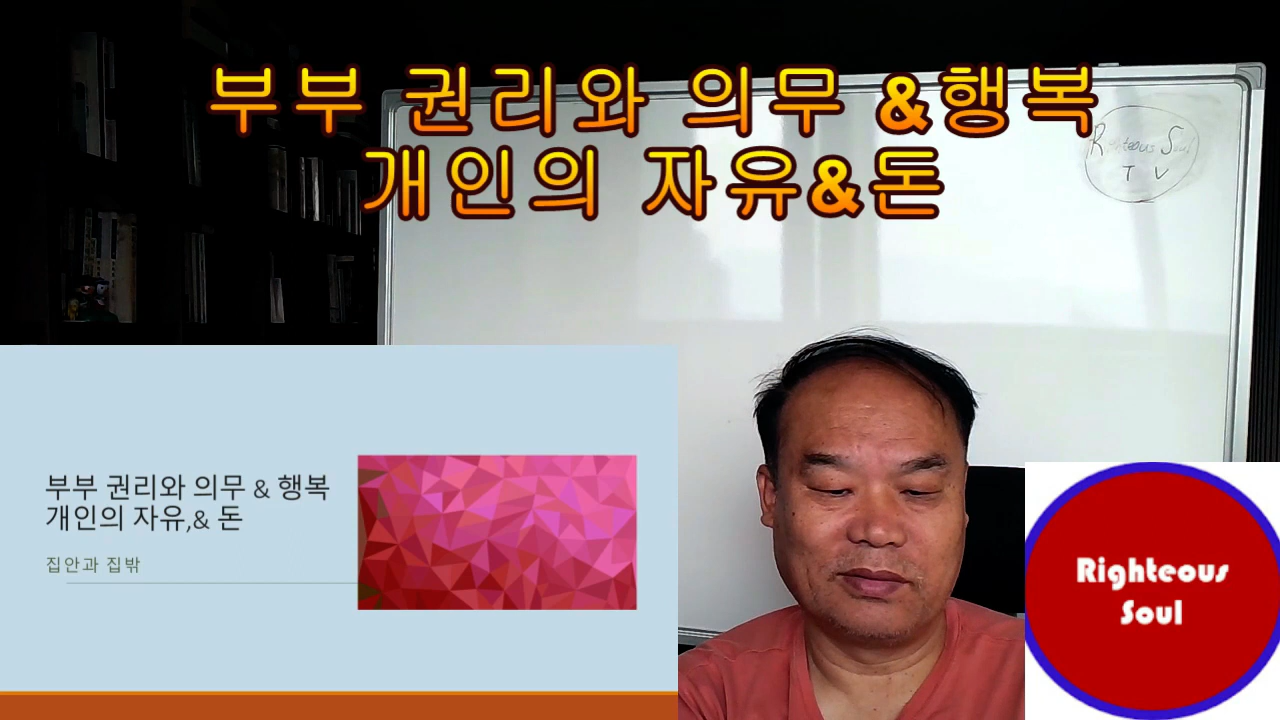 부부 권리와 의무 &행복
개인의 자유&돈
Righteous Soul
T V
부부 권리와 의무 & 행복
개인의 자유,& 돈
집안과 집밖
Righteous
Soul